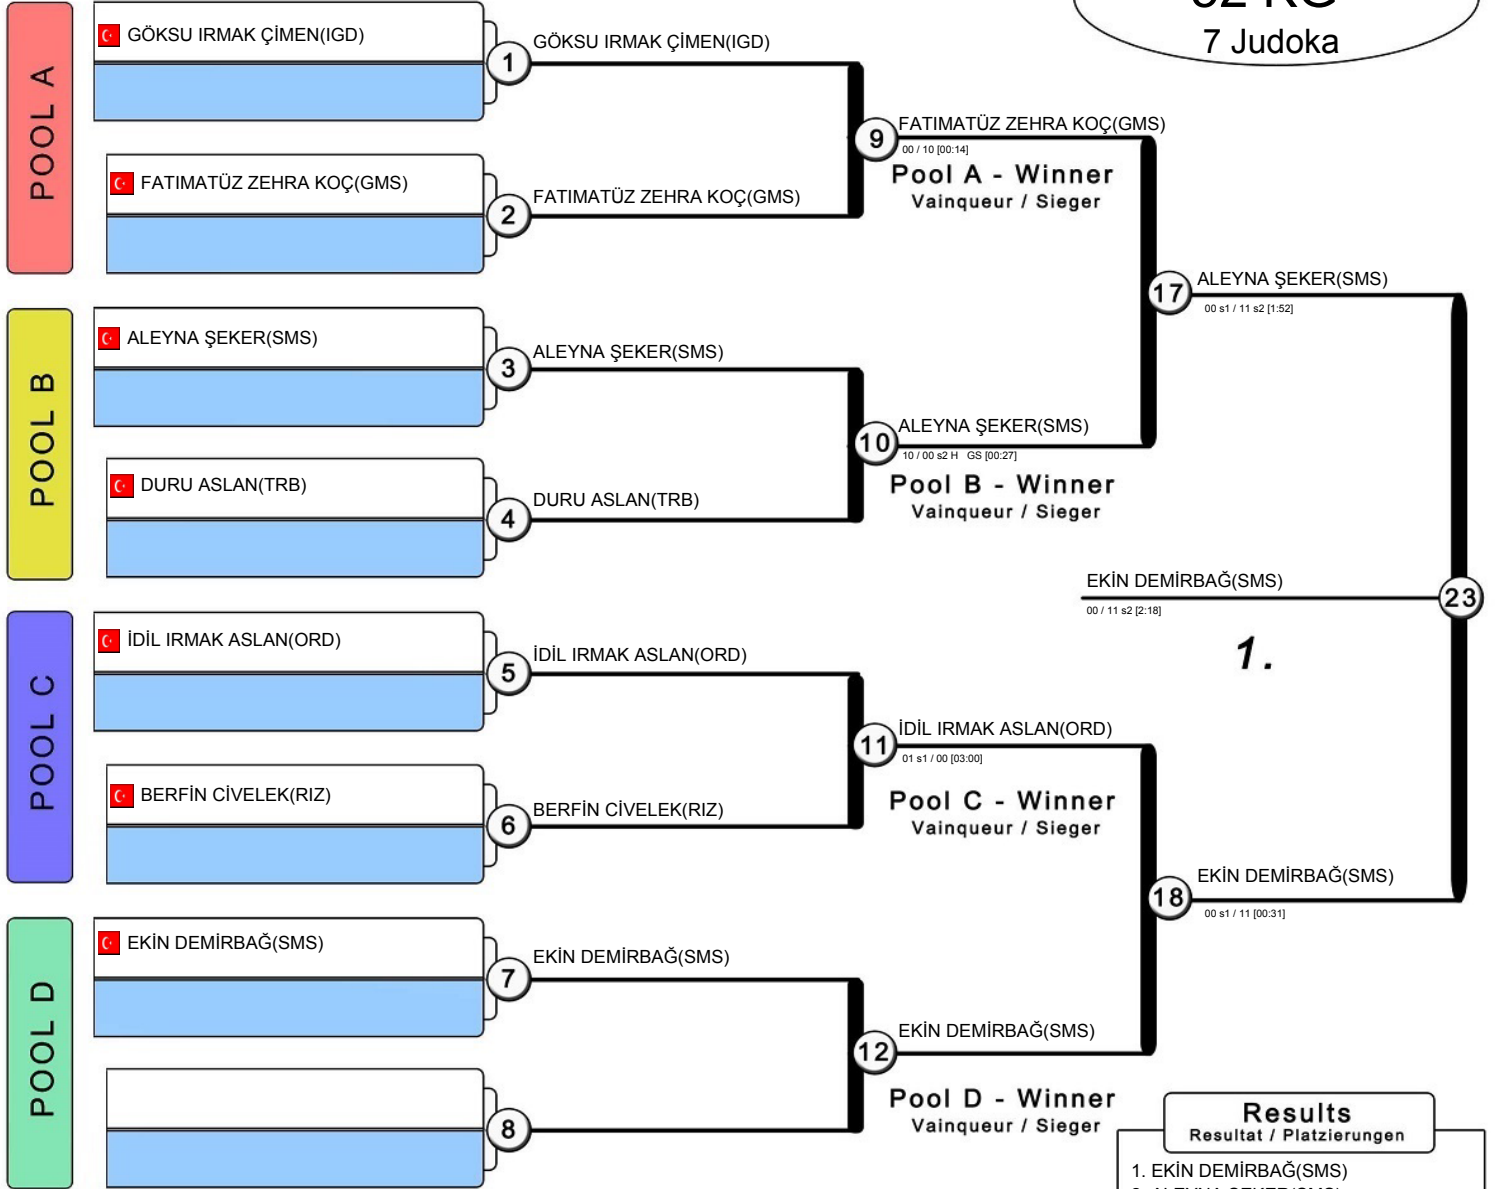 7 Judoka
POOL A
GÖKSU IRMAK ÇİMEN(IGD)
1
GÖKSU IRMAK ÇİMEN(IGD)
FATIMATÜZ ZEHRA KOÇ(GMS)
2
FATIMATÜZ ZEHRA KOÇ(GMS)
9
FATIMATÜZ ZEHRA KOÇ(GMS)
00 / 10 [00:14]
Pool A - Winner
Vainqueur / Sieger
POOL B
ALEYNA ŞEKER(SMS)
3
ALEYNA ŞEKER(SMS)
DURU ASLAN(TRB)
4
DURU ASLAN(TRB)
10
ALEYNA ŞEKER(SMS)
10 / 00 s2 H GS [00:27]
Pool B - Winner
Vainqueur / Sieger
17
ALEYNA ŞEKER(SMS)
00 s1 / 11 s2 [1:52]
POOL C
İDİL IRMAK ASLAN(ORD)
5
İDİL IRMAK ASLAN(ORD)
BERFİN CİVELEK(RIZ)
6
BERFİN CİVELEK(RIZ)
11
İDİL IRMAK ASLAN(ORD)
01 s1 / 00 [03:00]
Pool C - Winner
Vainqueur / Sieger
POOL D
EKİN DEMİRBAĞ(SMS)
7
EKİN DEMİRBAĞ(SMS)
8
12
EKİN DEMİRBAĞ(SMS)
Pool D - Winner
Vainqueur / Sieger
18
EKİN DEMİRBAĞ(SMS)
00 s1 / 11 [00:31]
EKİN DEMİRBAĞ(SMS)
23
00 / 11 s2 [2:18]
1.
Results
Resultat / Platzierungen
1. EKİN DEMİRBAĞ(SMS)